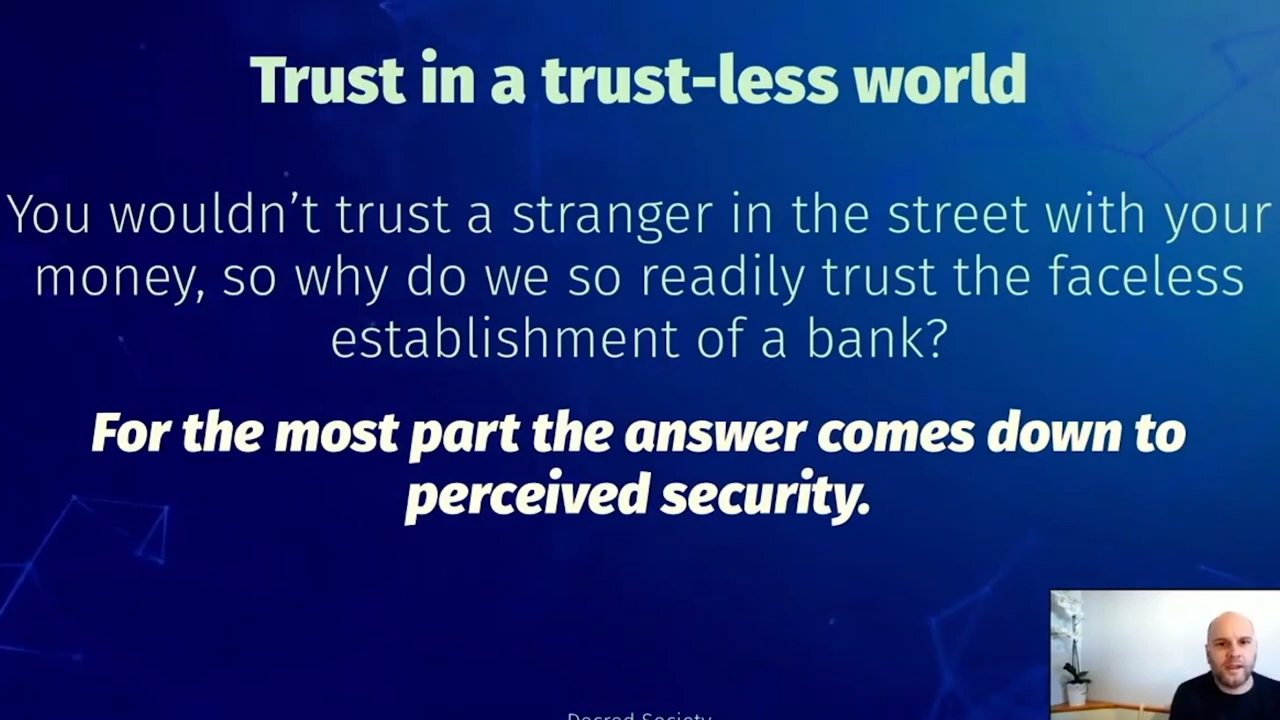 Trust in a trust-less world
You wouldn’t trust a stranger in the street with your
money, so why do we so readily trust the faceless
establishment of a bank?
For the most part the answer comes down to
perceived security.
Decred Society